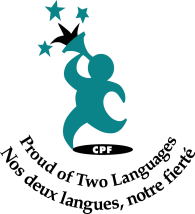 CPF
Proud of Two Languages
Nos deux langues, notre fierté